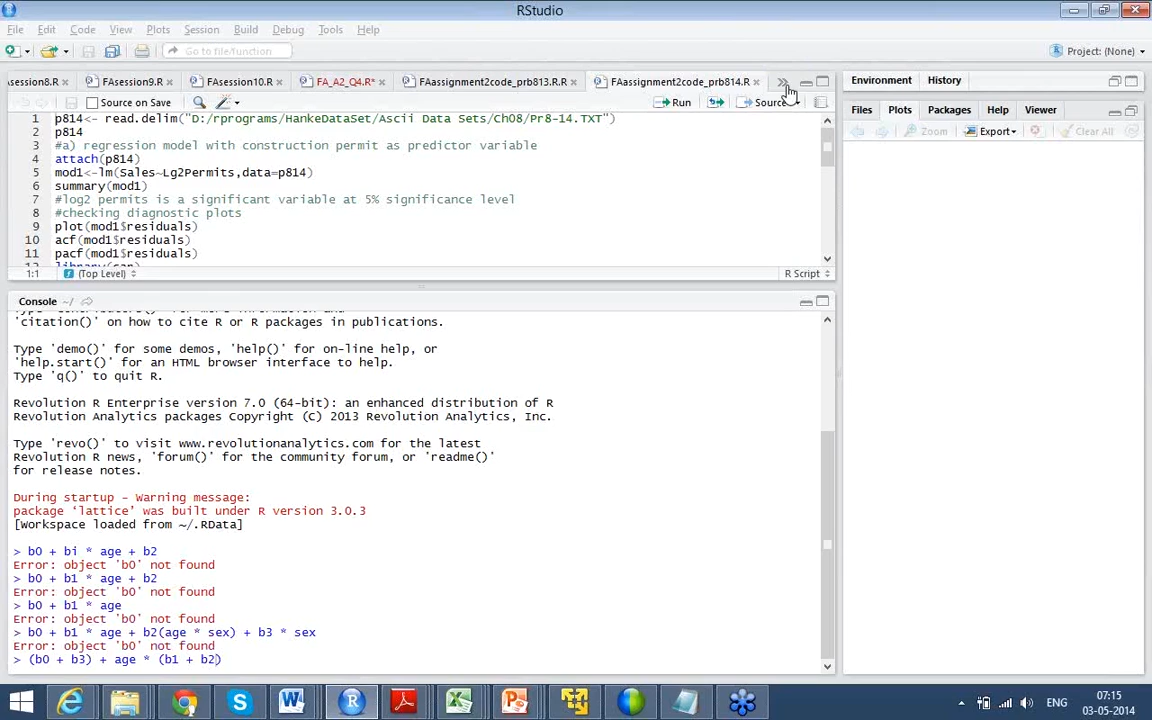 RStudio
File Edit Code View Plots Session Build Debug Tools Help
Go to file/function
Project: (None)
Asession8.R FAsession9.R FAsession10.R FA_A2_Q4.R* FAassignment2code_prb813.R FAassignment2code_prb814.R
Source on Save Run Source
1 p814<- read.delim("D:/rprograms/HankeDataSet/Ascii Data Sets/Ch08/Pr8-14.TXT")
2 p814
3 #a) regression model with construction permit as predictor variable
4 attach(p814)
5 mod1<-lm(Sales~Lg2Permits,data=p814)
6 summary(mod1)
7 #log2 permits is a significant variable at 5% significance level
8 #checking diagnostic plots
9 plot(mod1$residuals)
10 acf(mod1$residuals)
11 pacf(mod1$residuals)
1:1 (Top Level) R Script
Console ~/
'citation()' on how to cite R or R packages in publications.
Type 'demo()' for some demos, 'help()' for on-line help, or
'help.start()' for an HTML browser interface to help.
Type 'q()' to quit R.
Revolution R Enterprise version 7.0 (64-bit): an enhanced distribution of R
Revolution Analytics packages Copyright (C) 2013 Revolution Analytics, Inc.
Type 'revo()' to visit www.revolutionanalytics.com for the latest
Revolution R news, 'forum()' for the community forum, or 'readme()'
for release notes.
During startup - Warning message:
package ‘lattice’ was built under R version 3.0.3
[Workspace loaded from ~/.RData]
> b0 + bi * age + b2
Error: object 'b0' not found
> b0 + b1 * age + b2
Error: object 'b0' not found
> b0 + b1 * age
Error: object 'b0' not found
> b0 + b1 * age + b2(age * sex) + b3 * sex
Error: object 'b0' not found
> (b0 + b3) + age * (b1 + b2)
Environment History
Files Plots Packages Help Viewer
Zoom Export Clear All
ENG
07:15
03-05-2014